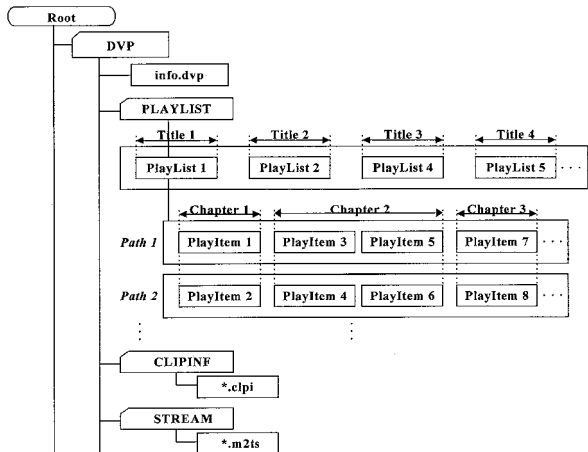 Root
DVP
info.dvp
PLAYLIST
Title 1 Title 2 Title 3 Title 4
PlayList 1 PlayList 2 PlayList 4 PlayList 5 ...
Chapter 1 Chapter 2 Chapter 3
Path 1 PlayItem 1 PlayItem 3 PlayItem 5 PlayItem 7 ...
Path 2 PlayItem 2 PlayItem 4 PlayItem 6 PlayItem 8 ...
CLIPINF
*.clpi
STREAM
*.m2ts